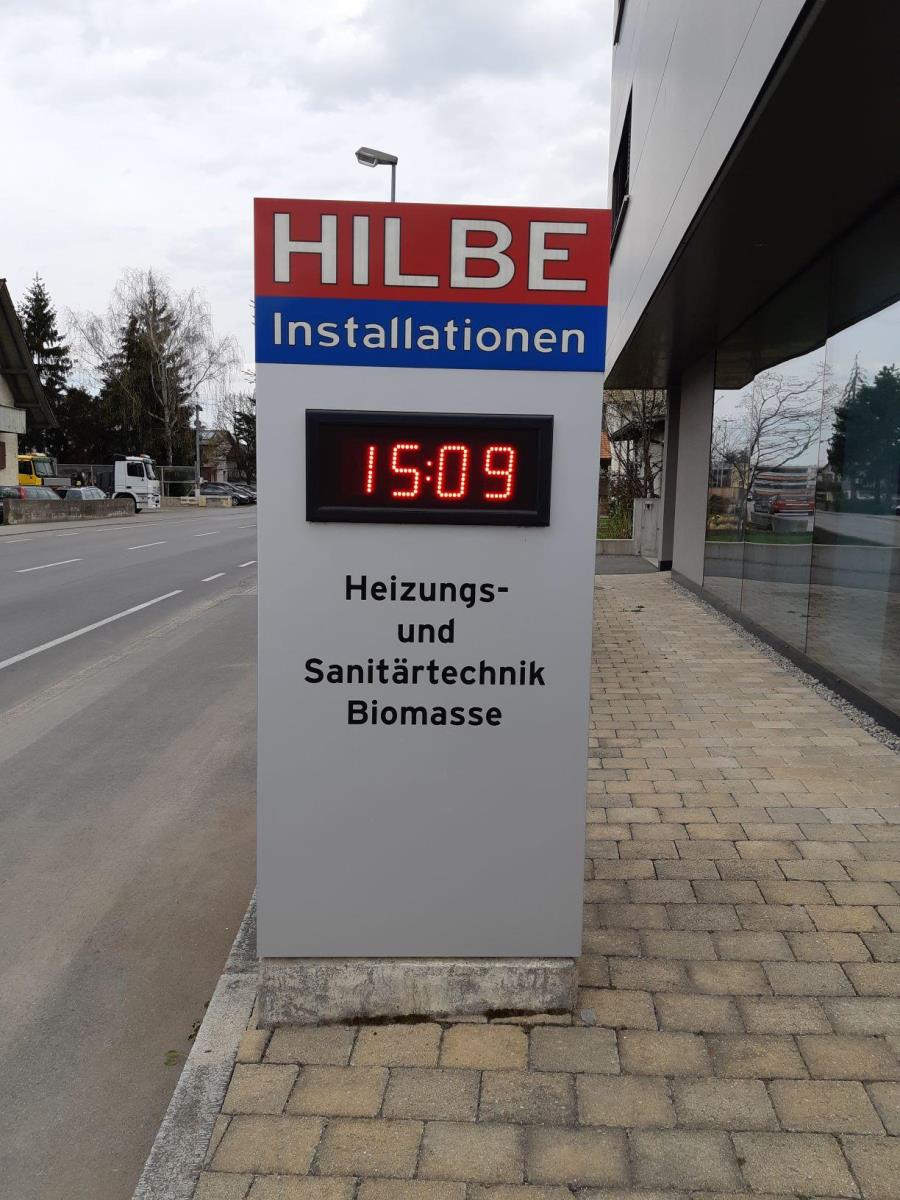 HILBE
Installationen
15:09
Heizungs-
und
Sanitärtechnik
Biomasse